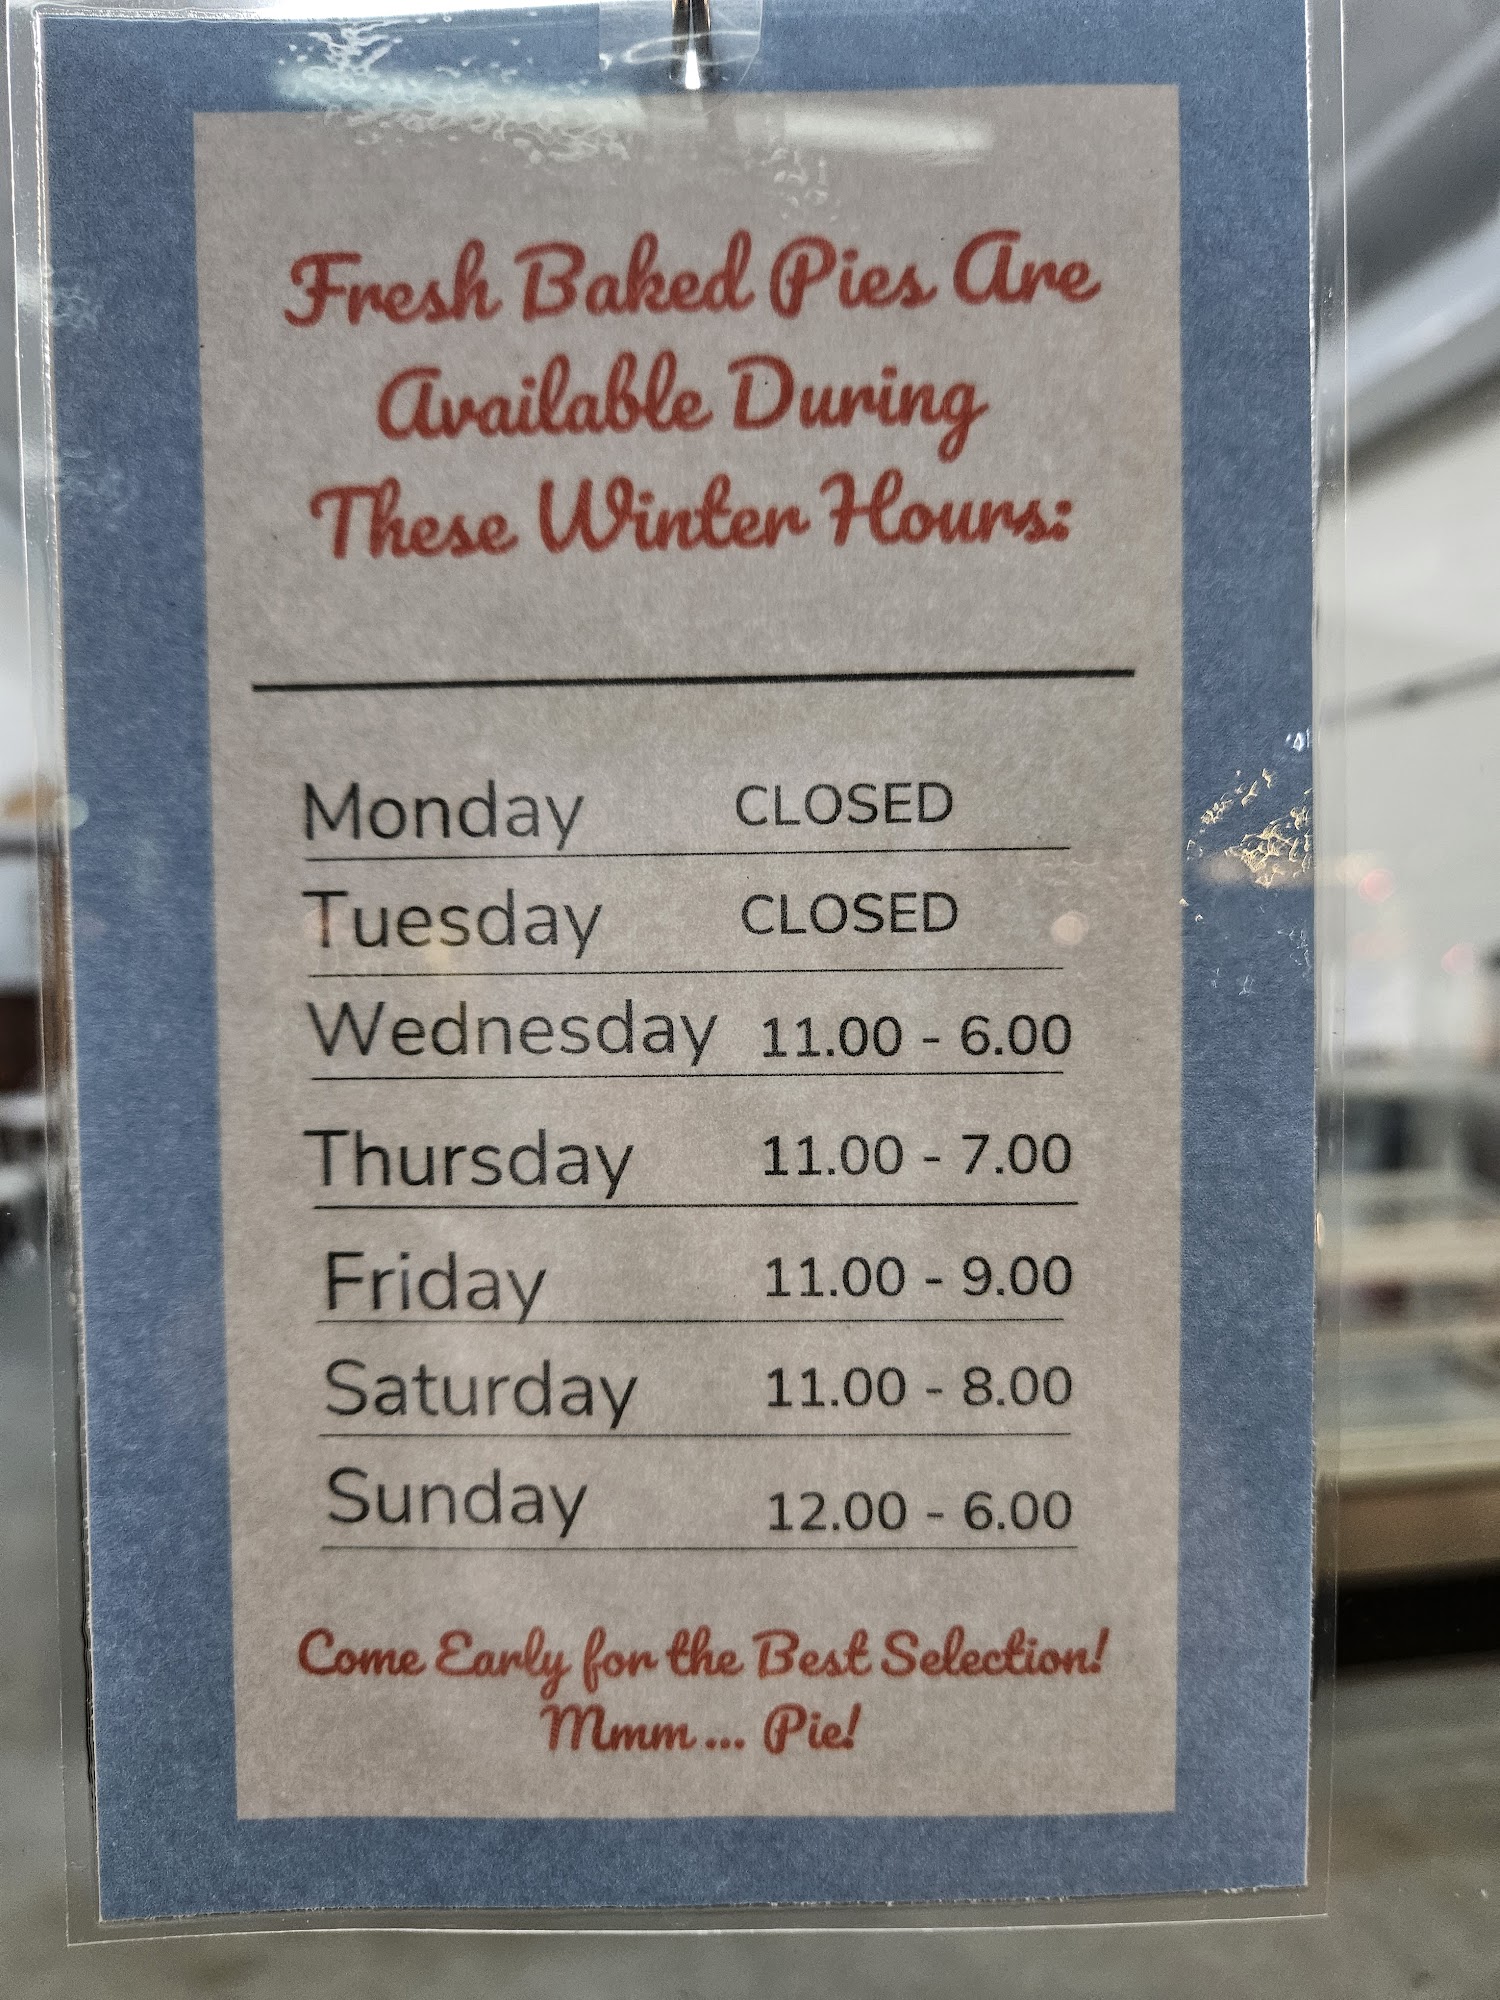 Fresh Baked Pies Are
Available During
These Winter Hours:
Monday CLOSED
Tuesday CLOSED
Wednesday 11.00 - 6.00
Thursday 11.00 - 7.00
Friday 11.00 - 9.00
Saturday 11.00 - 8.00
Sunday 12.00 - 6.00
Come Early for the Best Selection!
Mmm... Pie!